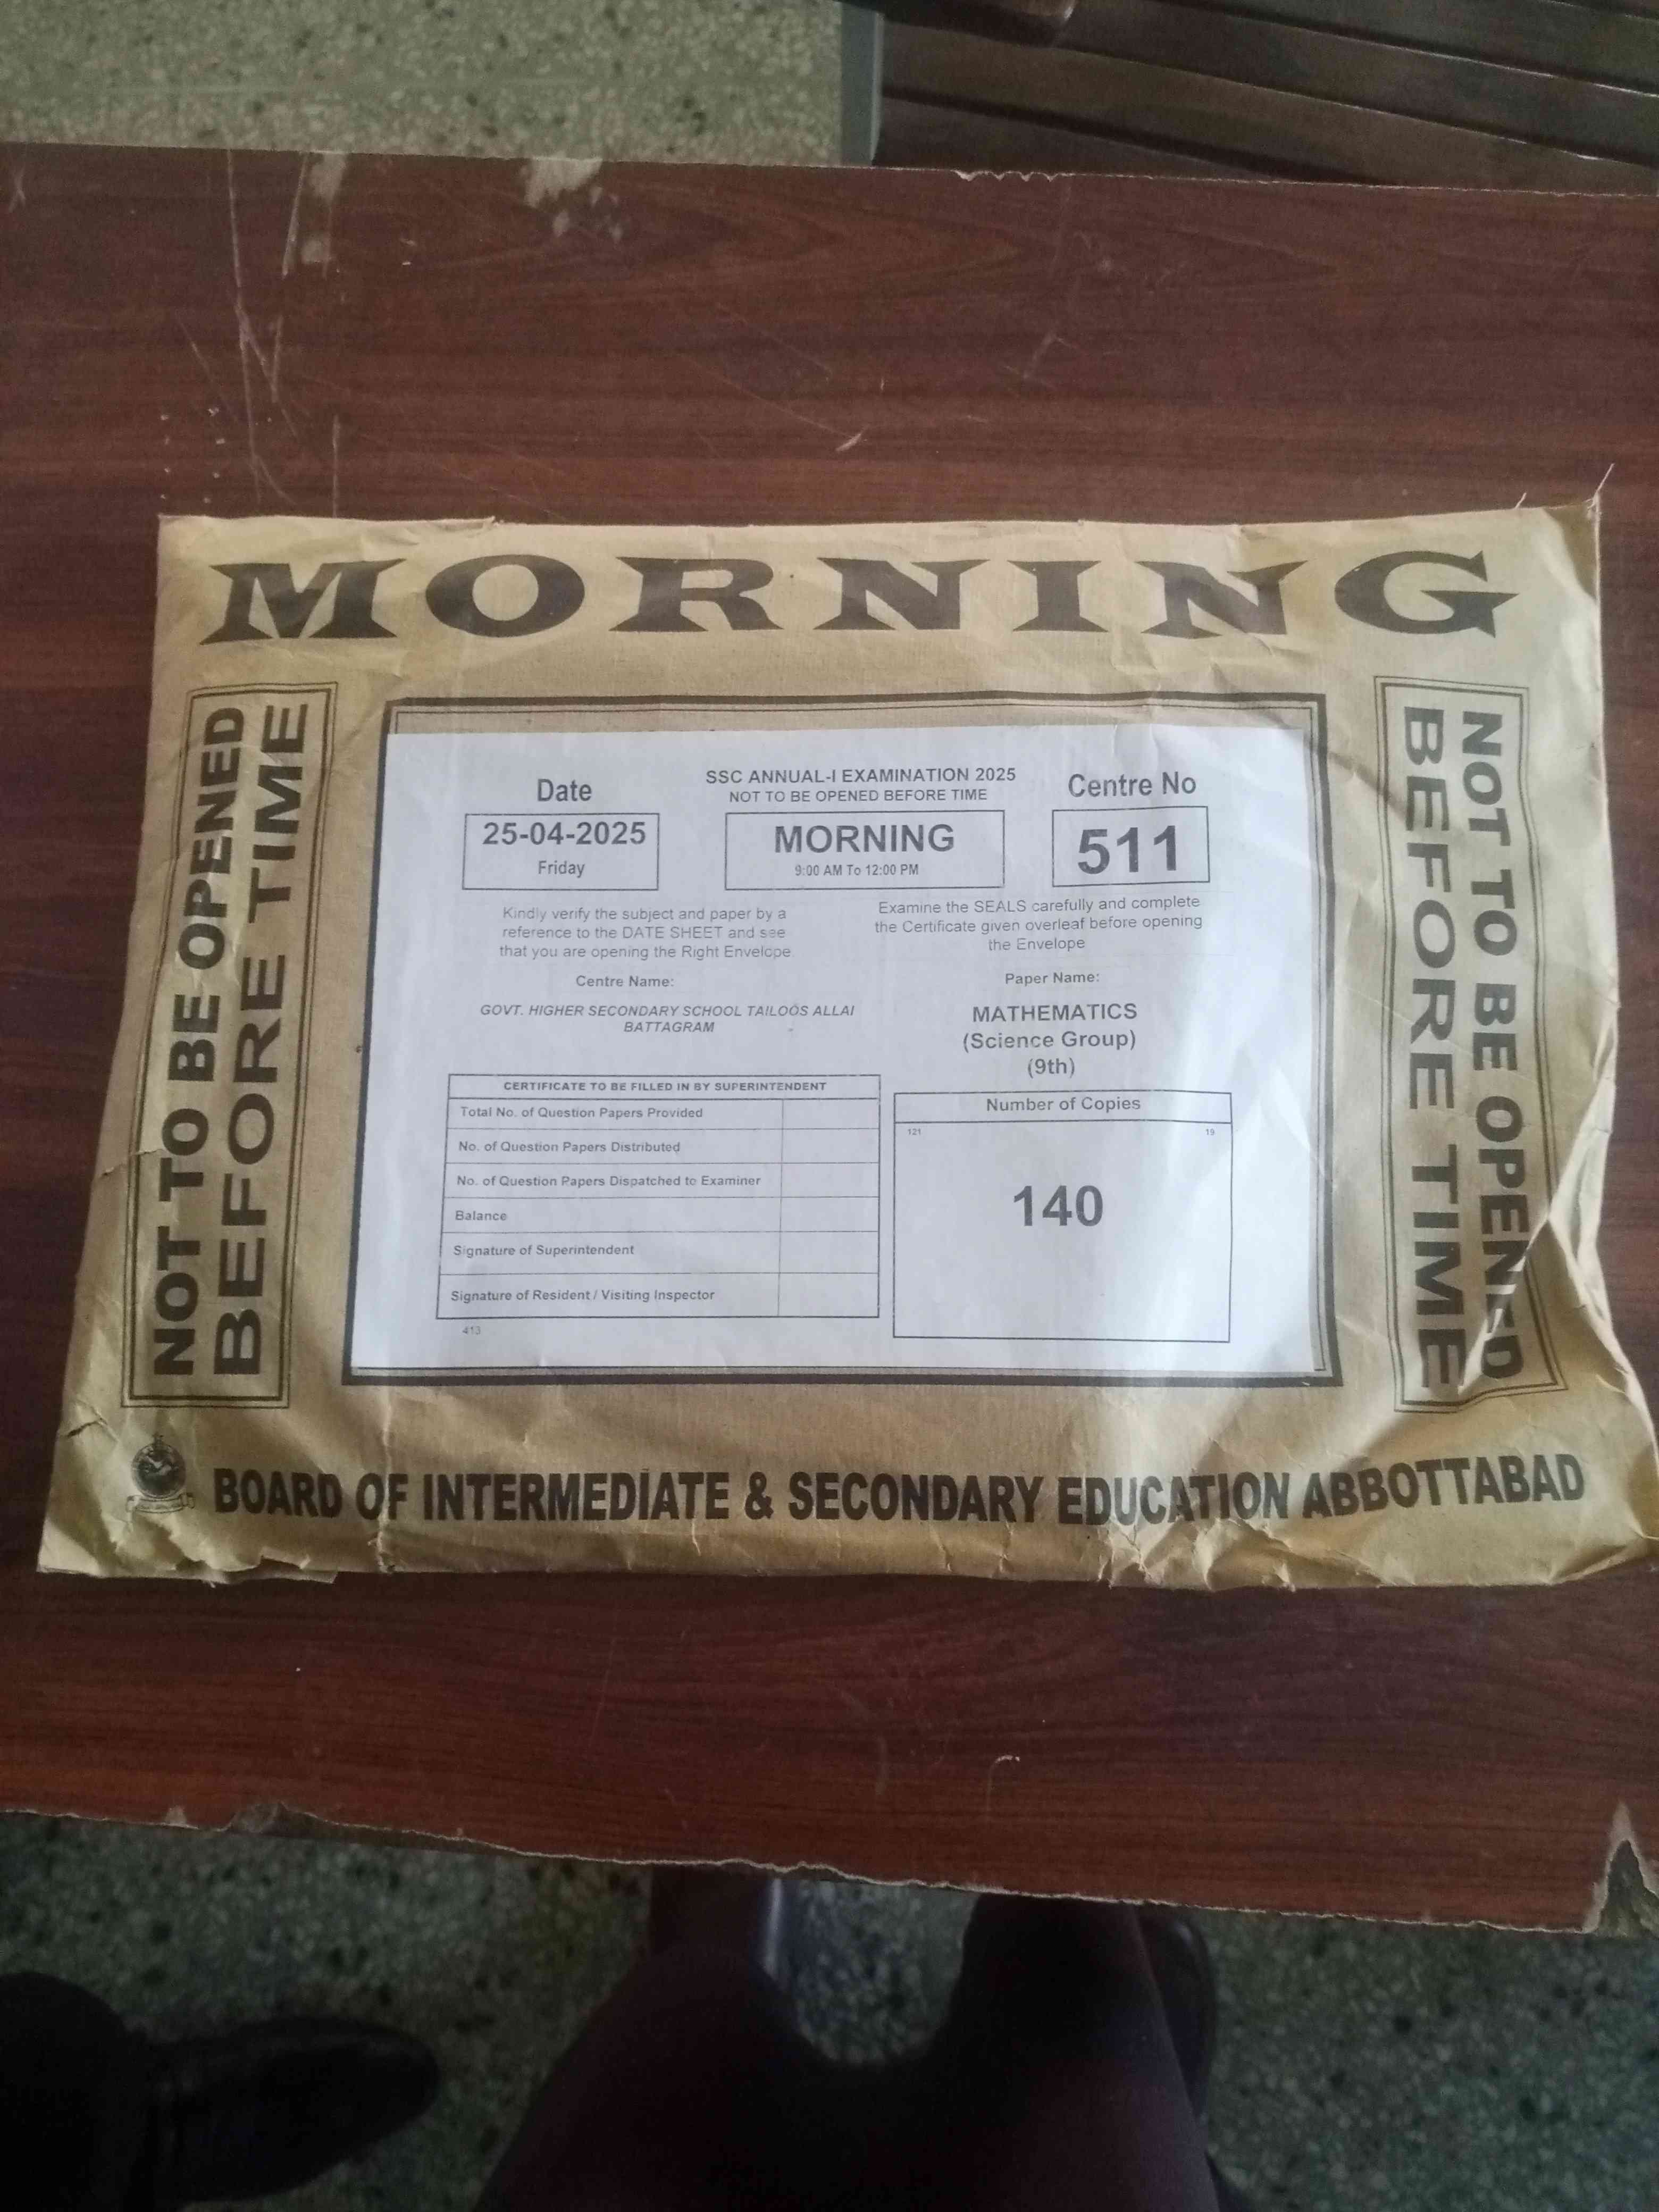 MORNING
NOT TO BE OPENED
BEFORE TIME
Date
25-04-2025
Friday
SSC ANNUAL-I EXAMINATION 2025
NOT TO BE OPENED BEFORE TIME
MORNING
9:00 AM To 12:00 PM
Centre No
511
Kindly verify the subject and paper by a
reference to the DATE SHEET and see
that you are opening the Right Envelope.
Examine the SEALS carefully and complete
the Certificate given overleaf before opening
the Envelope
Centre Name:
GOVT. HIGHER SECONDARY SCHOOL TAILOOS ALLAI
BATTAGRAM
Paper Name:
MATHEMATICS
(Science Group)
(9th)
CERTIFICATE TO BE FILLED IN BY SUPERINTENDENT
Total No. of Question Papers Provided
No. of Question Papers Distributed
No. of Question Papers Dispatched to Examiner
Balance
Signature of Superintendent
Signature of Resident / Visiting Inspector
413
Number of Copies
121 19
140
NOT TO BE OPENED
BEFORE TIME
BOARD OF INTERMEDIATE & SECONDARY EDUCATION ABBOTTABAD